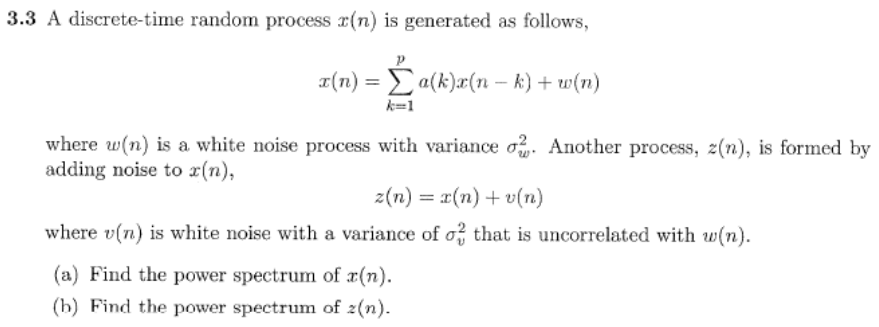 3.3 A discrete-time random process x(n) is generated as follows,
x(n) = \sum_{k=1}^{p} a(k)x(n − k) + w(n)
where w(n) is a white noise process with variance σ_w^2. Another process, z(n), is formed by
adding noise to x(n),
z(n) = x(n) + v(n)
where v(n) is white noise with a variance of σ_v^2 that is uncorrelated with w(n).
(a) Find the power spectrum of x(n).
(b) Find the power spectrum of z(n).